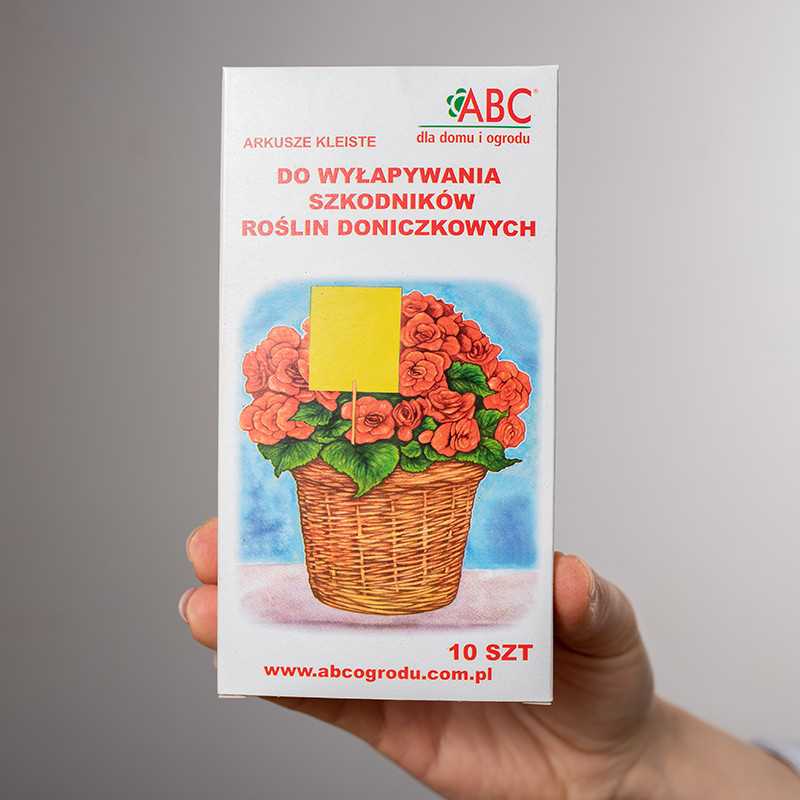 ABC®
dla domu i ogrodu
ARKUSZE KLEISTE
DO WYŁAPYWANIA
SZKODNIKÓW
ROŚLIN DONICZKOWYCH
10 SZT
www.abcogrodu.com.pl